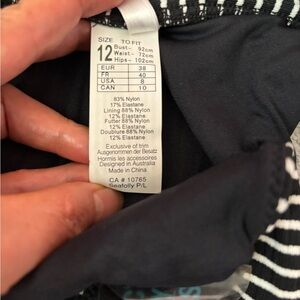 SIZE TO FIT
12 Bust- 92cm
Waist- 72cm
Hips- 102cm
EUR 38
FR 40
USA 8
CAN 10
83% Nylon
17% Elastane
Lining 88% Nylon
12% Elastane
Futter 88% Nylon
12% Elastane
Doublure 88% Nylon
12% Elastane
Exclusive of trim
Ausgenommen der Besatz
Hormis les accessoires
Designed in Australia
Made in China
CA # 10765
Seafolly P/L